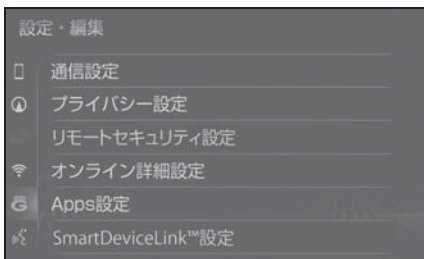 設定・編集
通信設定
プライバシー設定
リモートセキュリティ設定
オンライン詳細設定
Apps設定
SmartDeviceLink™設定